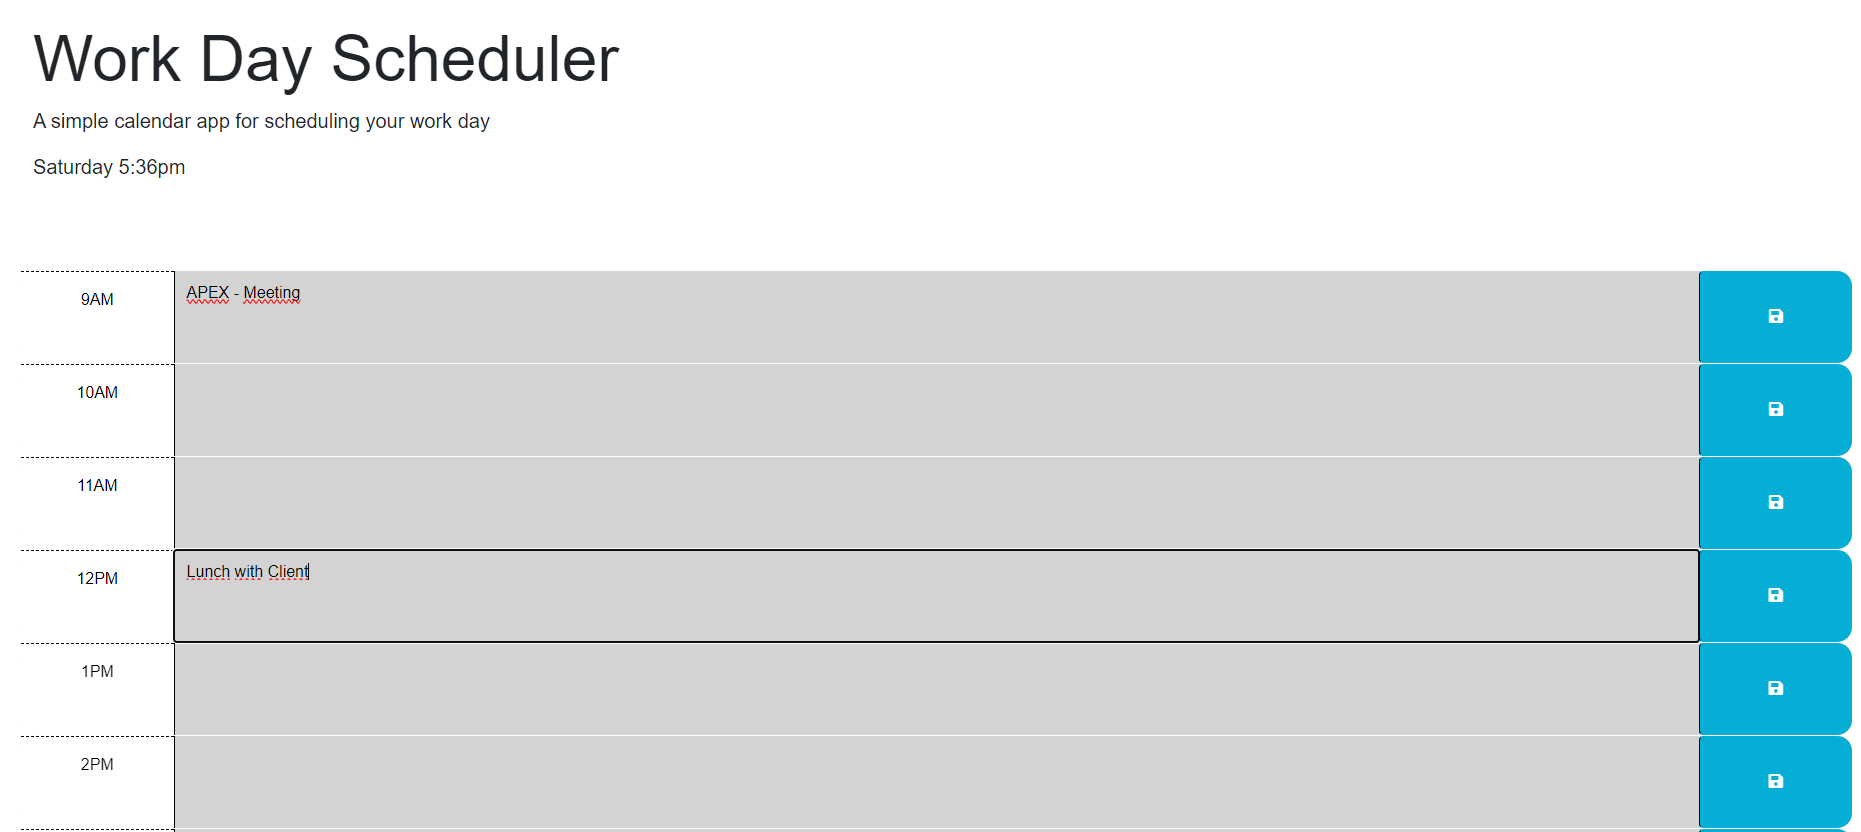 Work Day Scheduler
A simple calendar app for scheduling your work day
Saturday 5:36pm
9AM
APEX - Meeting
10AM
11AM
12PM
Lunch with Client
1PM
2PM